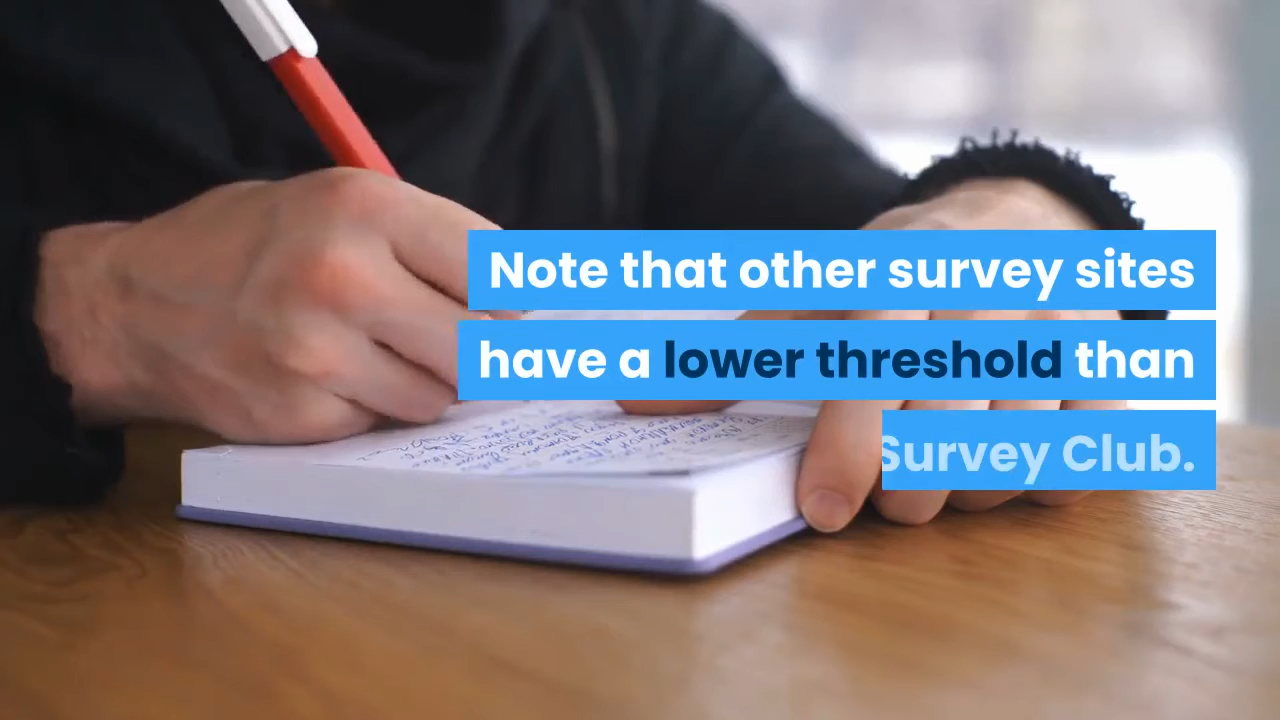 Note that other survey sites
have a lower threshold than
Survey Club.